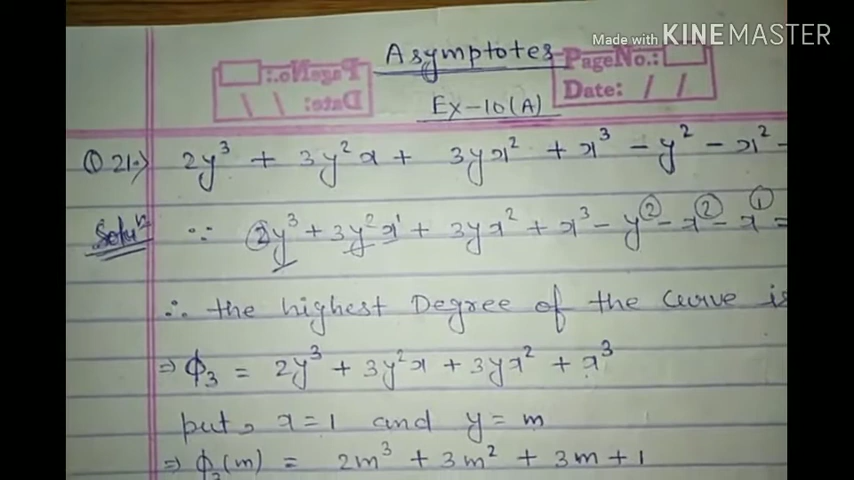 Made with KINEMASTER
Asymptotes
PageNo.:
Date: / /
Ex-10(A)
Q21.) 2y³ + 3y²x + 3yx² + x³ - y² - x² -
Soluⁿ ∵ 2y³ + 3y²x¹ + 3yx² + x³ - y² - x² - x¹ =
∴ the highest Degree of the curve is
⇒ ϕ₃ = 2y³ + 3y²x + 3yx² + x³
put, x = 1 and y = m
⇒ ϕ₃(m) = 2m³ + 3m² + 3m + 1